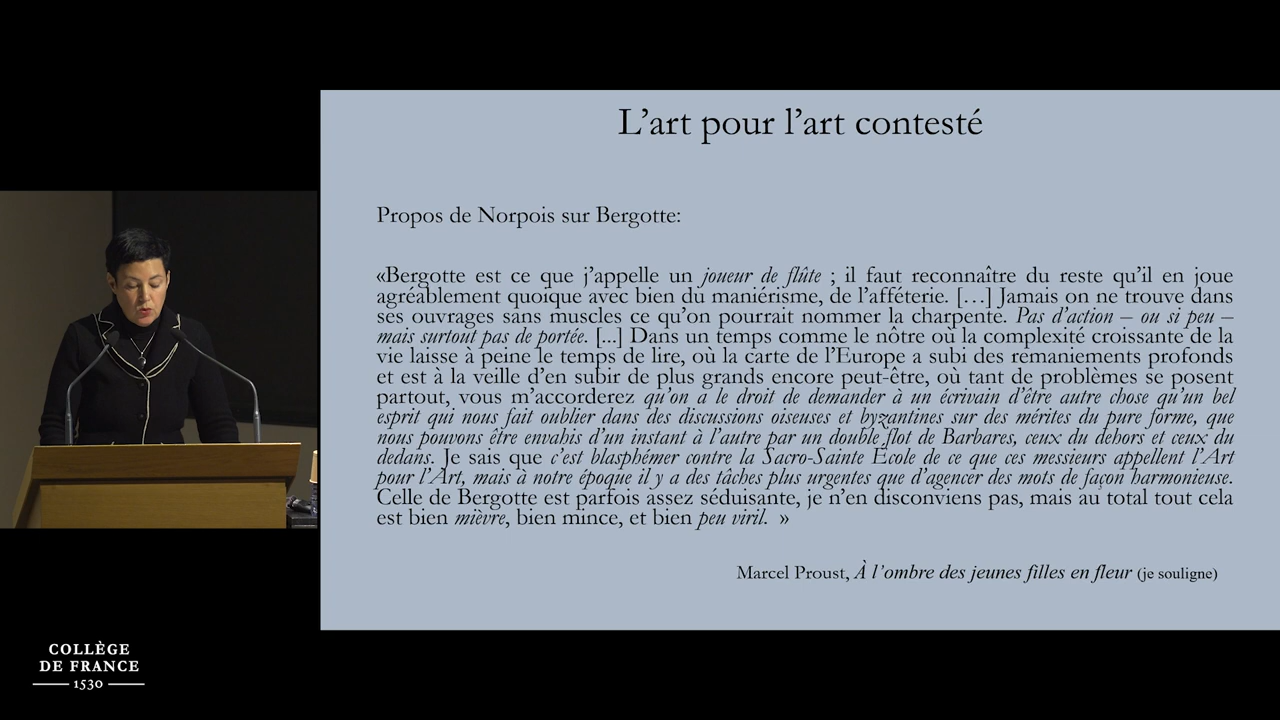 L'art pour l'art contesté
Propos de Norpois sur Bergotte:
«Bergotte est ce que j'appelle un joueur de flûte ; il faut reconnaître du reste qu'il en joue
agréablement quoique avec bien du maniérisme, de l'afféterie. […] Jamais on ne trouve dans
ses ouvrages sans muscles ce qu'on pourrait nommer la charpente. Pas d'action – ou si peu –
mais surtout pas de portée. [...] Dans un temps comme le nôtre où la complexité croissante de la
vie laisse à peine le temps de lire, où la carte de l'Europe a subi des remaniements profonds
et est à la veille d'en subir de plus grands encore peut-être, où tant de problèmes se posent
partout, vous m'accorderez qu'on a le droit de demander à un écrivain d'être autre chose qu'un bel
esprit qui nous fait oublier dans des discussions oiseuses et byzantines sur des mérites du pure forme, que
nous pouvons être envahis d'un instant à l'autre par un double flot de Barbares, ceux du dehors et ceux du
dedans. Je sais que c'est blasphémer contre la Sacro-Sainte École de ce que ces messieurs appellent l'Art
pour l'Art, mais à notre époque il y a des tâches plus urgentes que d'agencer des mots de façon harmonieuse.
Celle de Bergotte est parfois assez séduisante, je n'en disconviens pas, mais au total tout cela
est bien mièvre, bien mince, et bien peu viril. »
Marcel Proust, À l'ombre des jeunes filles en fleur (je souligne)
COLLÈGE
DE FRANCE
1530